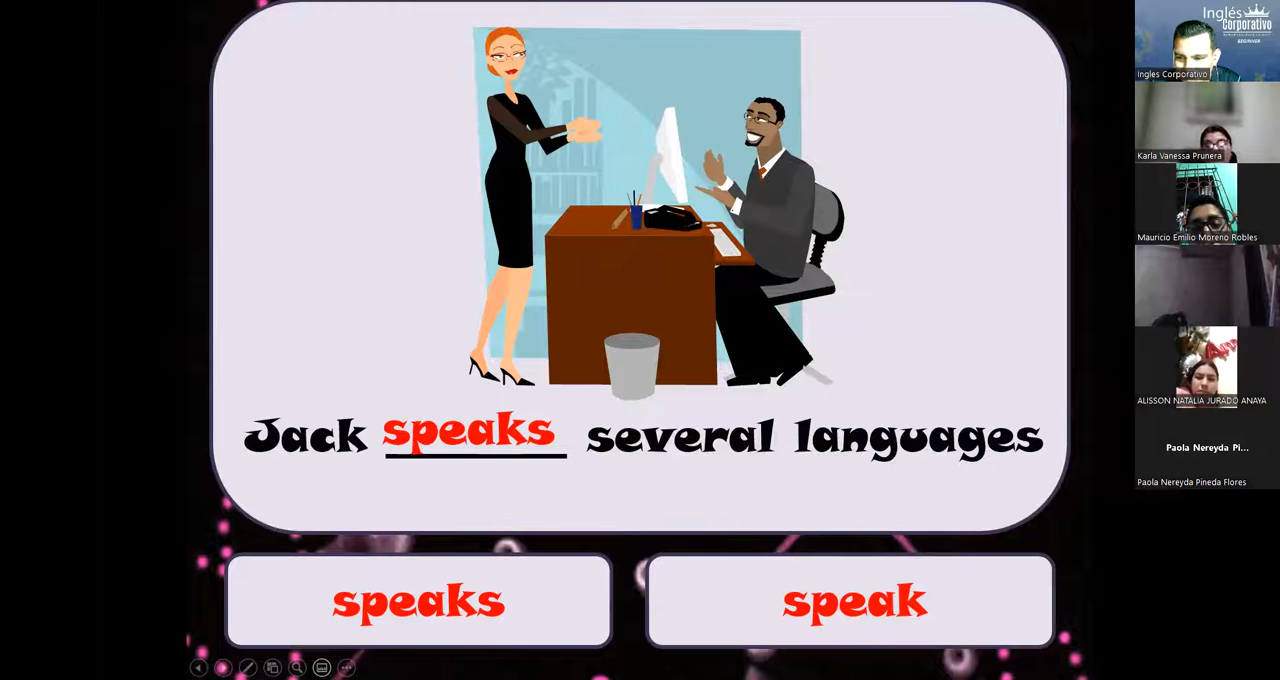 Jack speaks several languages
speaks
speak
Inglés
Corporativo
BEGINNER
Ingles Corporativo
Karla Vanessa Prunera
Mauricio Emilio Moreno Robles
ALISSON NATALIA JURADO ANAYA
Paola Nereyda Pi...
Paola Nereyda Pineda Flores